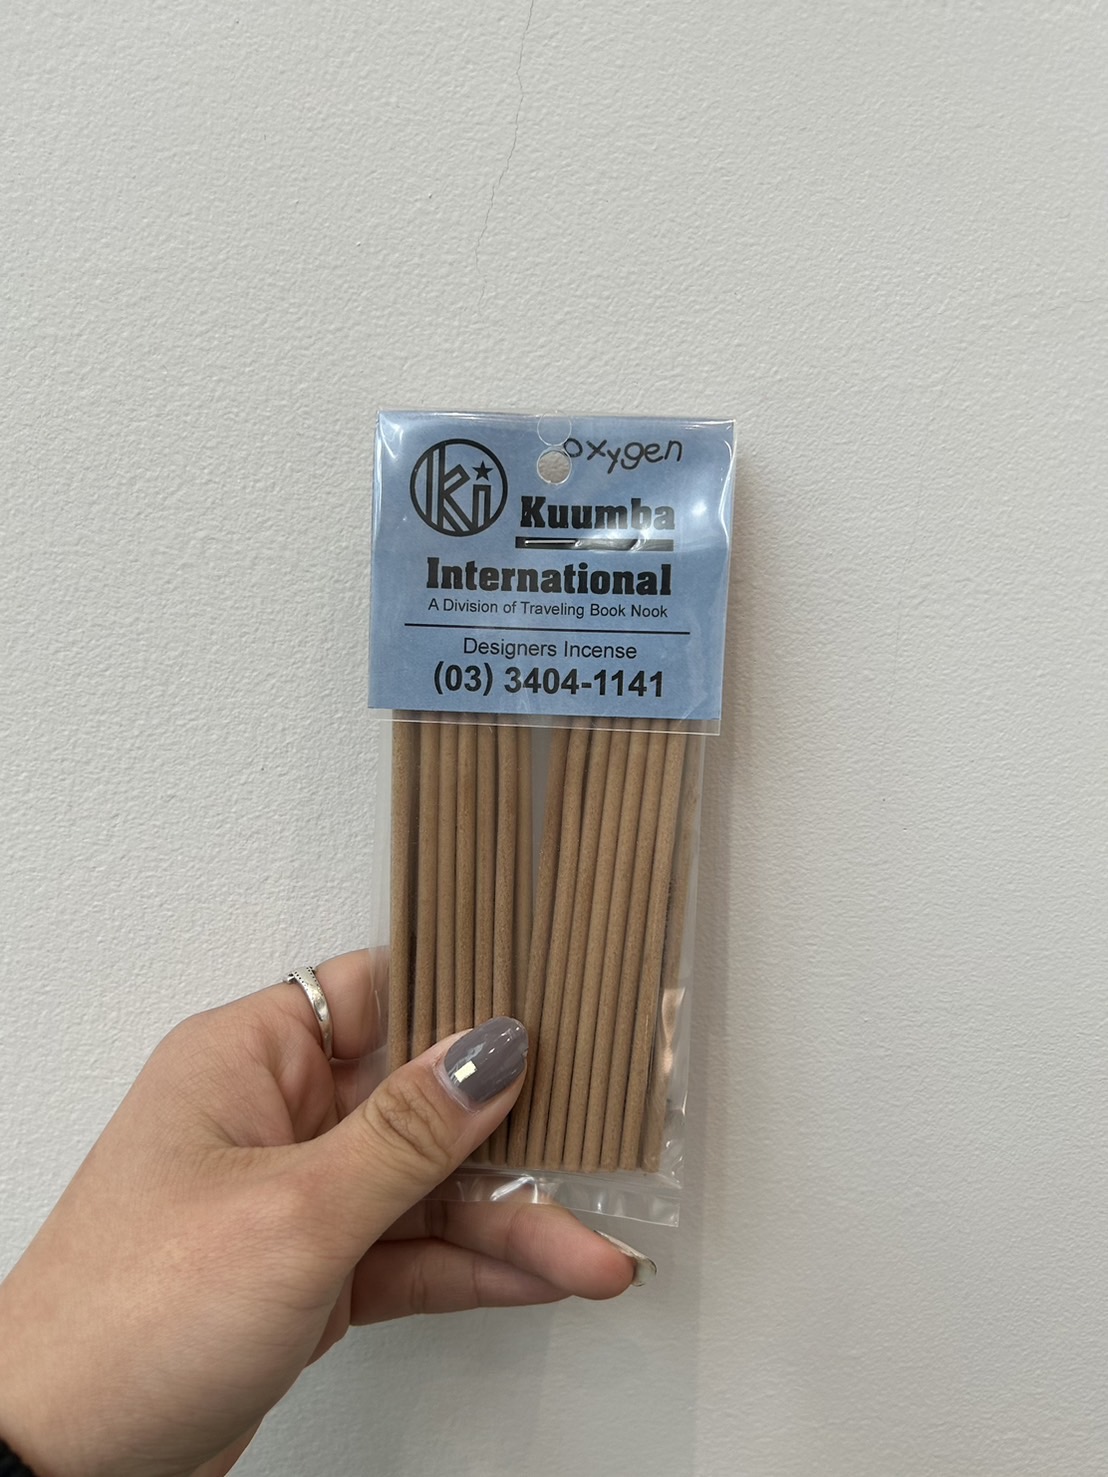 oxygen
ki
Kuumba
International
A Division of Traveling Book Nook
Designers Incense
(03) 3404-1141